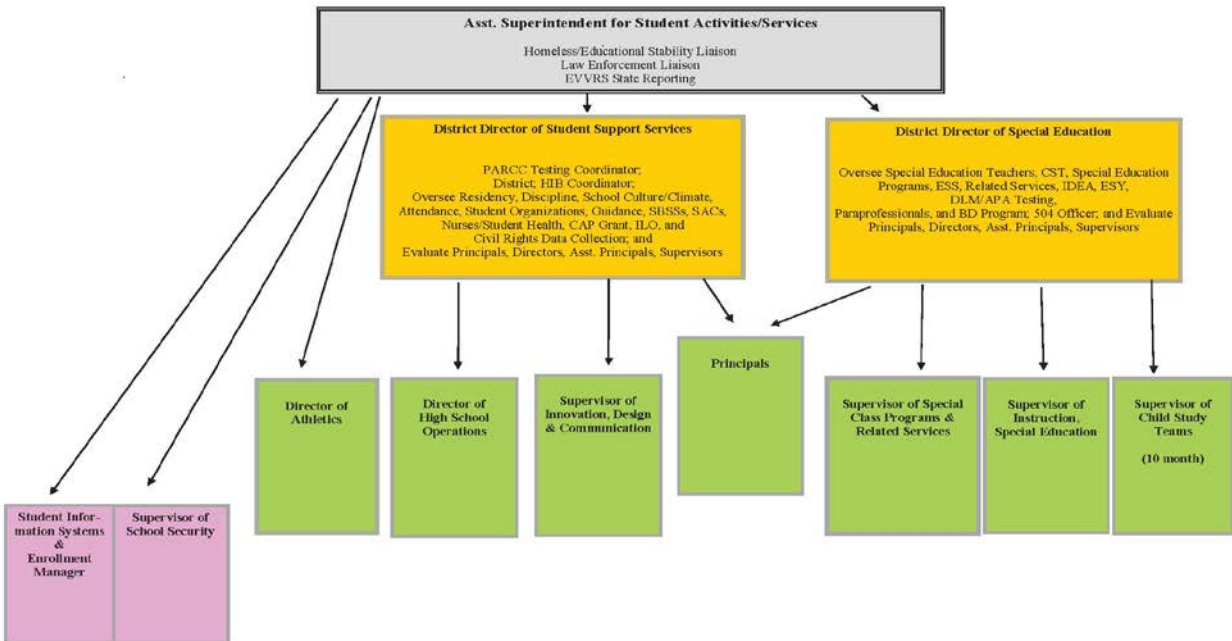 Asst. Superintendent for Student Activities/Services
Homeless/Educational Stability Liaison
Law Enforcement Liaison
EVVRS State Reporting
District Director of Student Support Services
PARCC Testing Coordinator;
District; HIB Coordinator;
Oversee Residency, Discipline, School Culture/Climate,
Attendance, Student Organizations, Guidance, SBSSs, SACs,
Nurses/Student Health, CAP Grant, ILO, and
Civil Rights Data Collection; and
Evaluate Principals, Directors, Asst. Principals, Supervisors
District Director of Special Education
Oversee Special Education Teachers, CST, Special Education
Programs, ESS, Related Services, IDEA, ESY,
DLM/APA Testing,
Paraprofessionals, and BD Program; 504 Officer; and Evaluate
Principals, Directors, Asst. Principals, Supervisors
Director of
Athletics
Director of
High School
Operations
Supervisor of
Innovation, Design
& Communication
Principals
Supervisor of Special
Class Programs &
Related Services
Supervisor of
Instruction,
Special Education
Supervisor of
Child Study
Teams
(10 month)
Student Infor-
mation Systems
&
Enrollment
Manager
Supervisor of
School Security